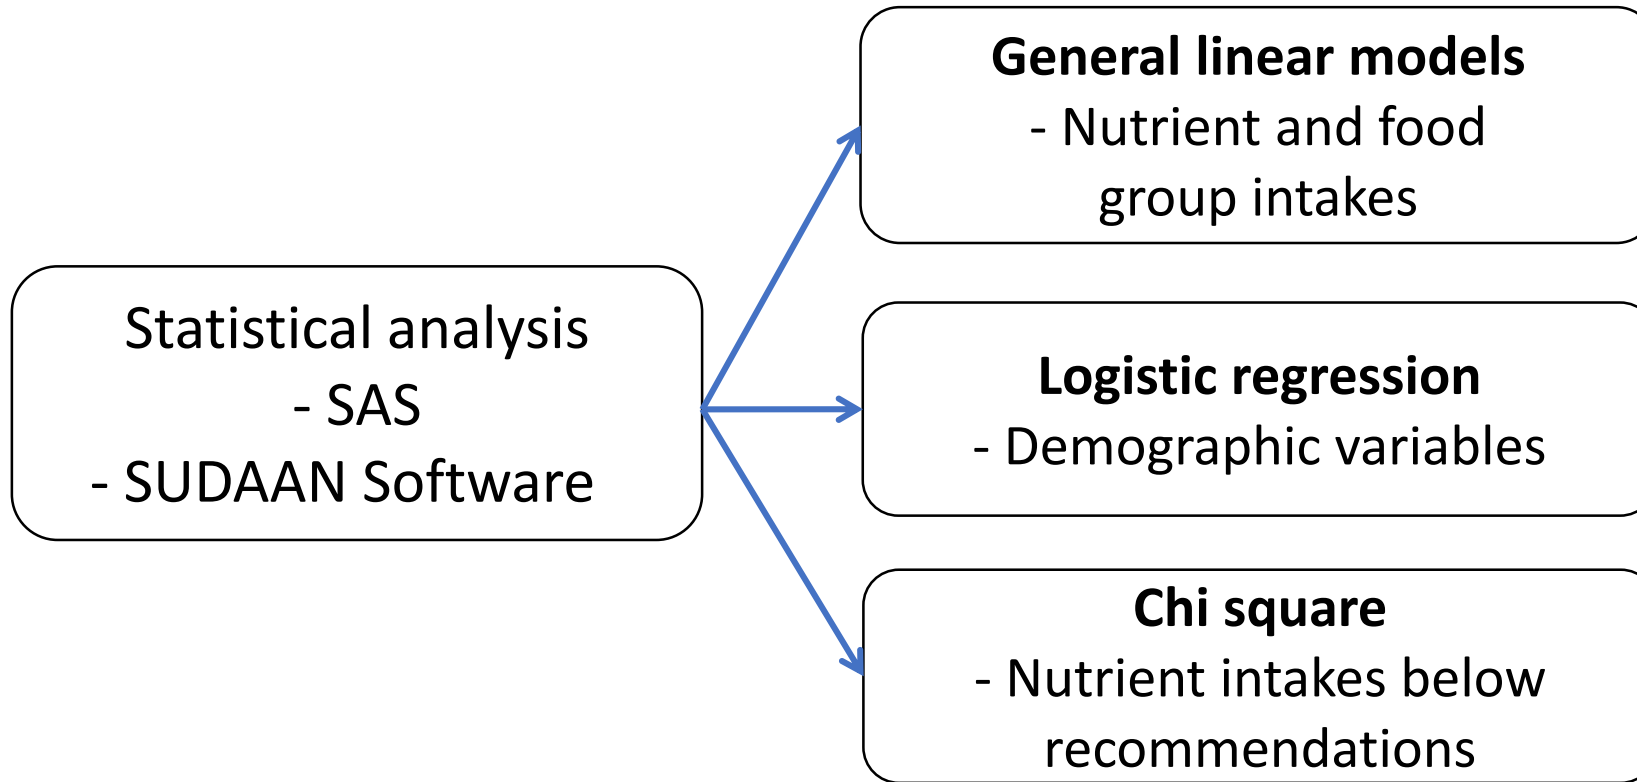 Statistical analysis
- SAS
- SUDAAN Software
General linear models
- Nutrient and food
group intakes
Logistic regression
- Demographic variables
Chi square
- Nutrient intakes below
recommendations